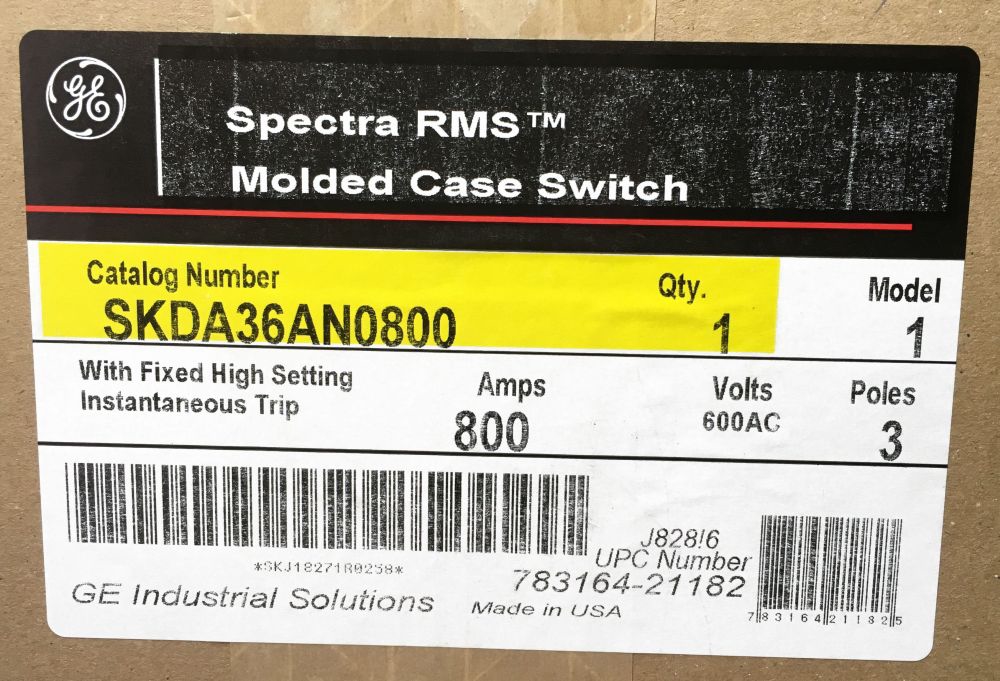 GE
Spectra RMS™
Molded Case Switch
Catalog Number
SKDA36AN0800
Qty.
1
Model
1
With Fixed High Setting
Instantaneous Trip
Amps
800
Volts
600AC
Poles
3
*SKJ18271R0238*
GE Industrial Solutions
J828!6
UPC Number
783164-21182
Made in USA
7 83164 21182 5